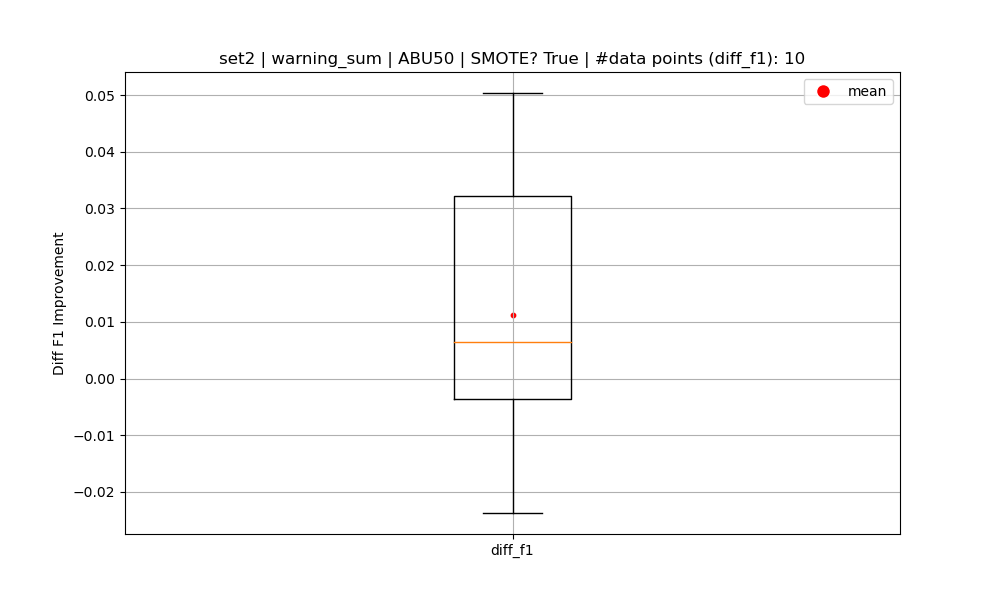 set2 | warning_sum | ABU50 | SMOTE? True | #data points (diff_f1): 10
mean
0.05
0.04
0.03
0.02
0.01
0.00
−0.01
−0.02
Diff F1 Improvement
diff_f1